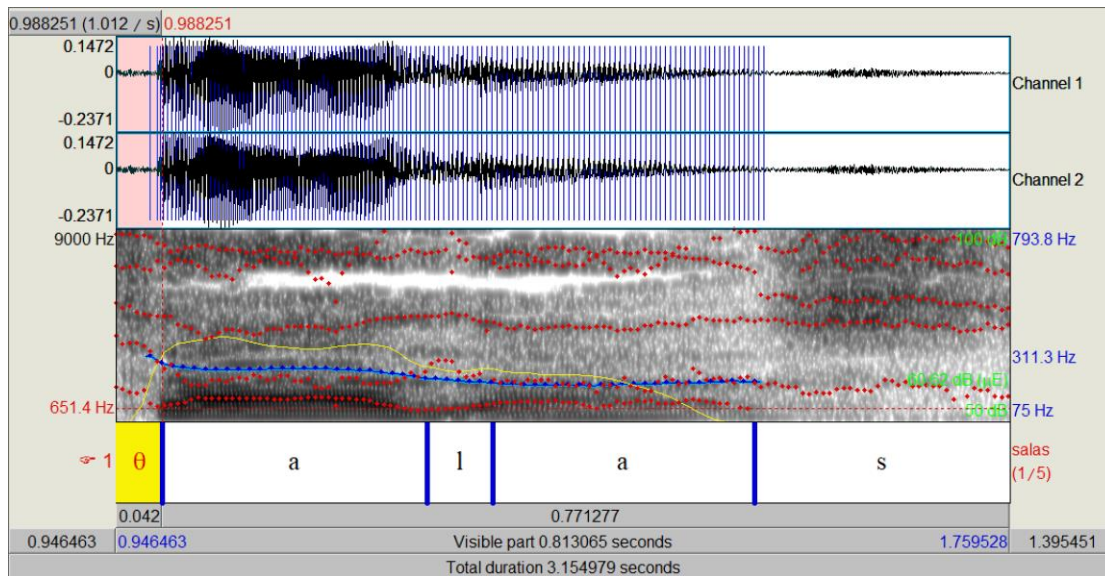 0.988251 (1.012 / s) 0.988251
0.1472
0
-0.2371
Channel 1
0.1472
0
-0.2371
Channel 2
9000 Hz 100 dB 793.8 Hz
311.3 Hz
(µE)
651.4 Hz 50 dB 75 Hz
☞ 1 θ a l a s salas
(1/5)
0.042 0.771277
0.946463 0.946463 Visible part 0.813065 seconds 1.759528 1.395451
Total duration 3.154979 seconds